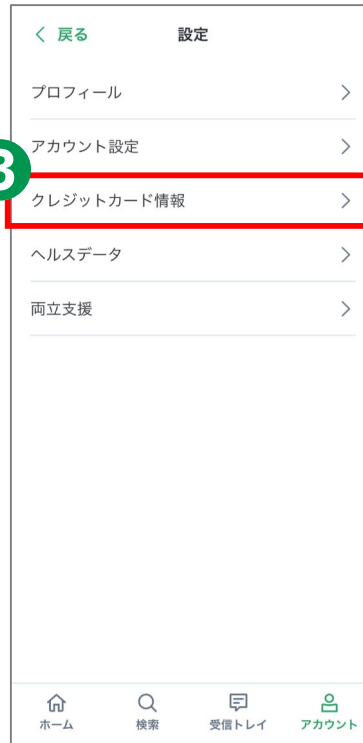 戻る 設定
プロフィール
アカウント設定
3
クレジットカード情報
ヘルスデータ
両立支援
ホーム 検索 受信トレイ アカウント